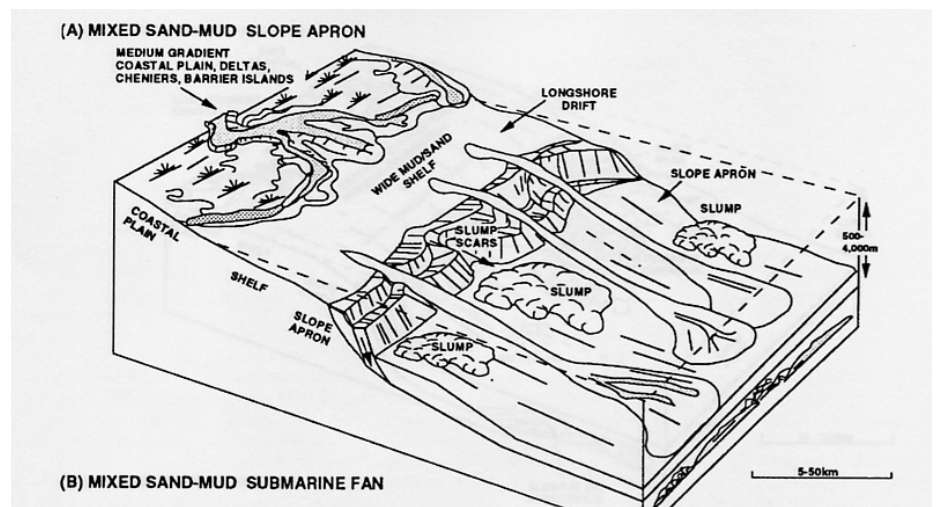 (A) MIXED SAND-MUD SLOPE APRON
MEDIUM GRADIENT
COASTAL PLAIN, DELTAS,
CHENIERS, BARRIER ISLANDS
LONGSHORE
DRIFT
WIDE MUD/SAND
SHELF
SLOPE APRON
SLUMP
500-
4,000m
COASTAL
PLAIN
SLUMP
SCARS
SHELF
SLUMP
SLOPE
APRON
SLUMP
5-50km
(B) MIXED SAND-MUD SUBMARINE FAN